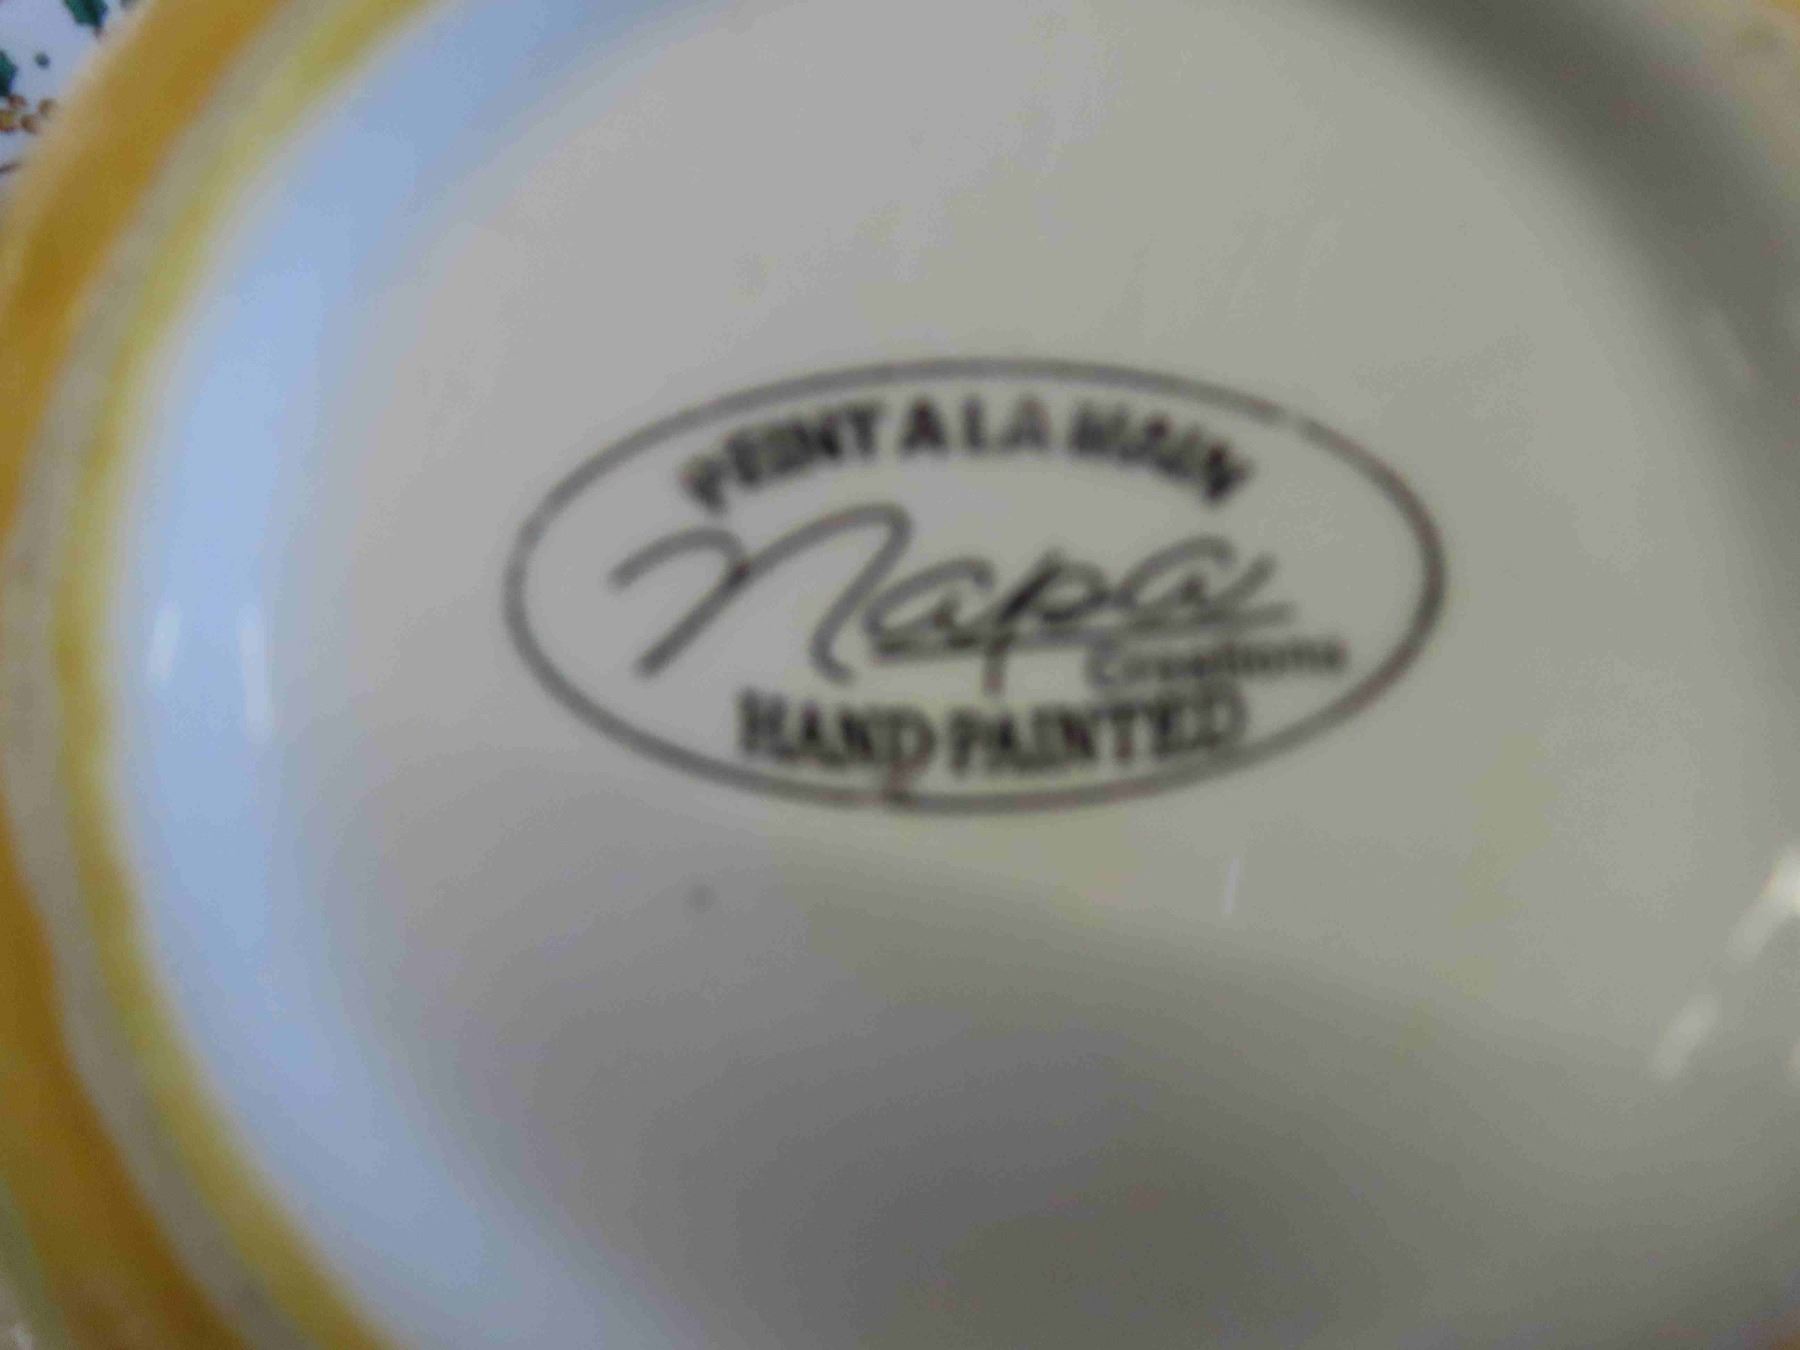 PEINT A LA MAIN
Napa
Creations
HAND PAINTED